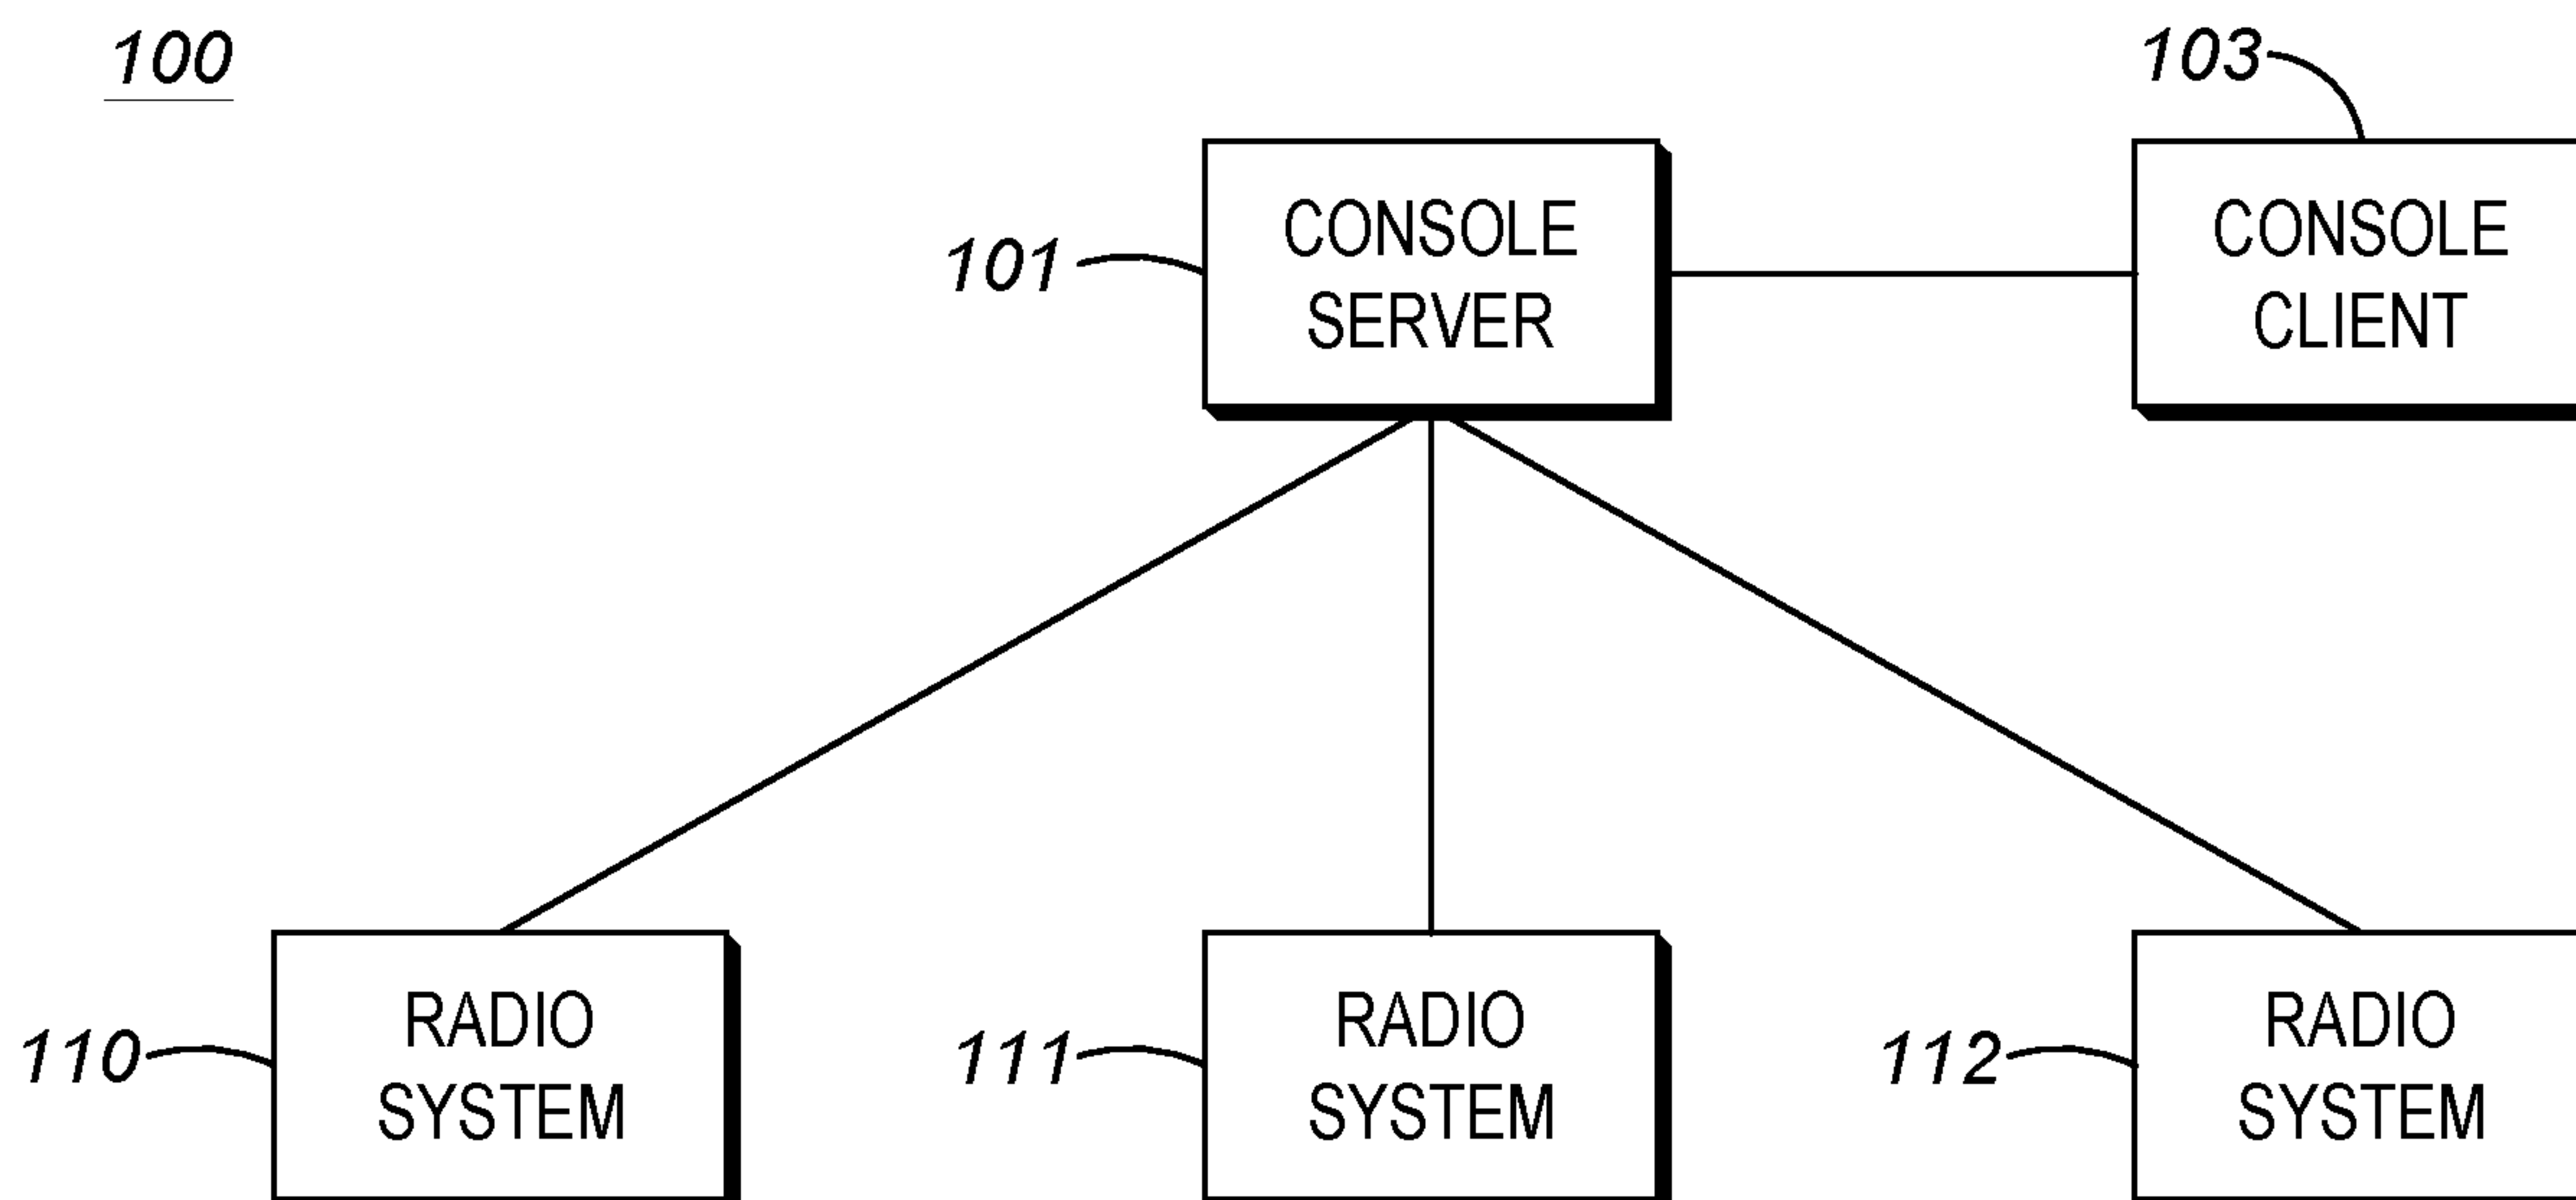 100
103
101
CONSOLE
SERVER
CONSOLE
CLIENT
110
RADIO
SYSTEM
111
RADIO
SYSTEM
112
RADIO
SYSTEM